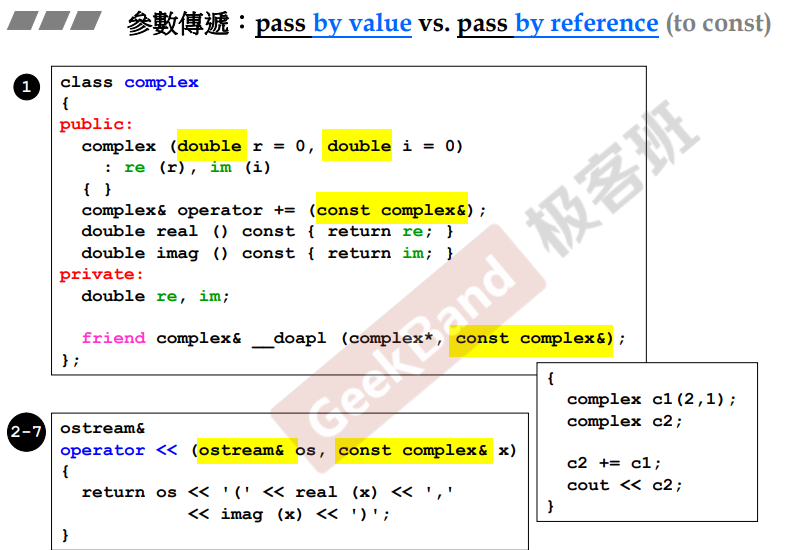 參數傳遞：pass by value vs. pass by reference (to const)
1
class complex
{
public:
  complex (double r = 0, double i = 0)
    : re (r), im (i)
  { }
  complex& operator += (const complex&);
  double real () const { return re; }
  double imag () const { return im; }
private:
  double re, im;
  friend complex& __doapl (complex*, const complex&);
};
{
  complex c1(2,1);
  complex c2;
  c2 += c1;
  cout << c2;
}
2-7
ostream&
operator << (ostream& os, const complex& x)
{
  return os << '(' << real (x) << ','
            << imag (x) << ')';
}
GeekBand 极客班